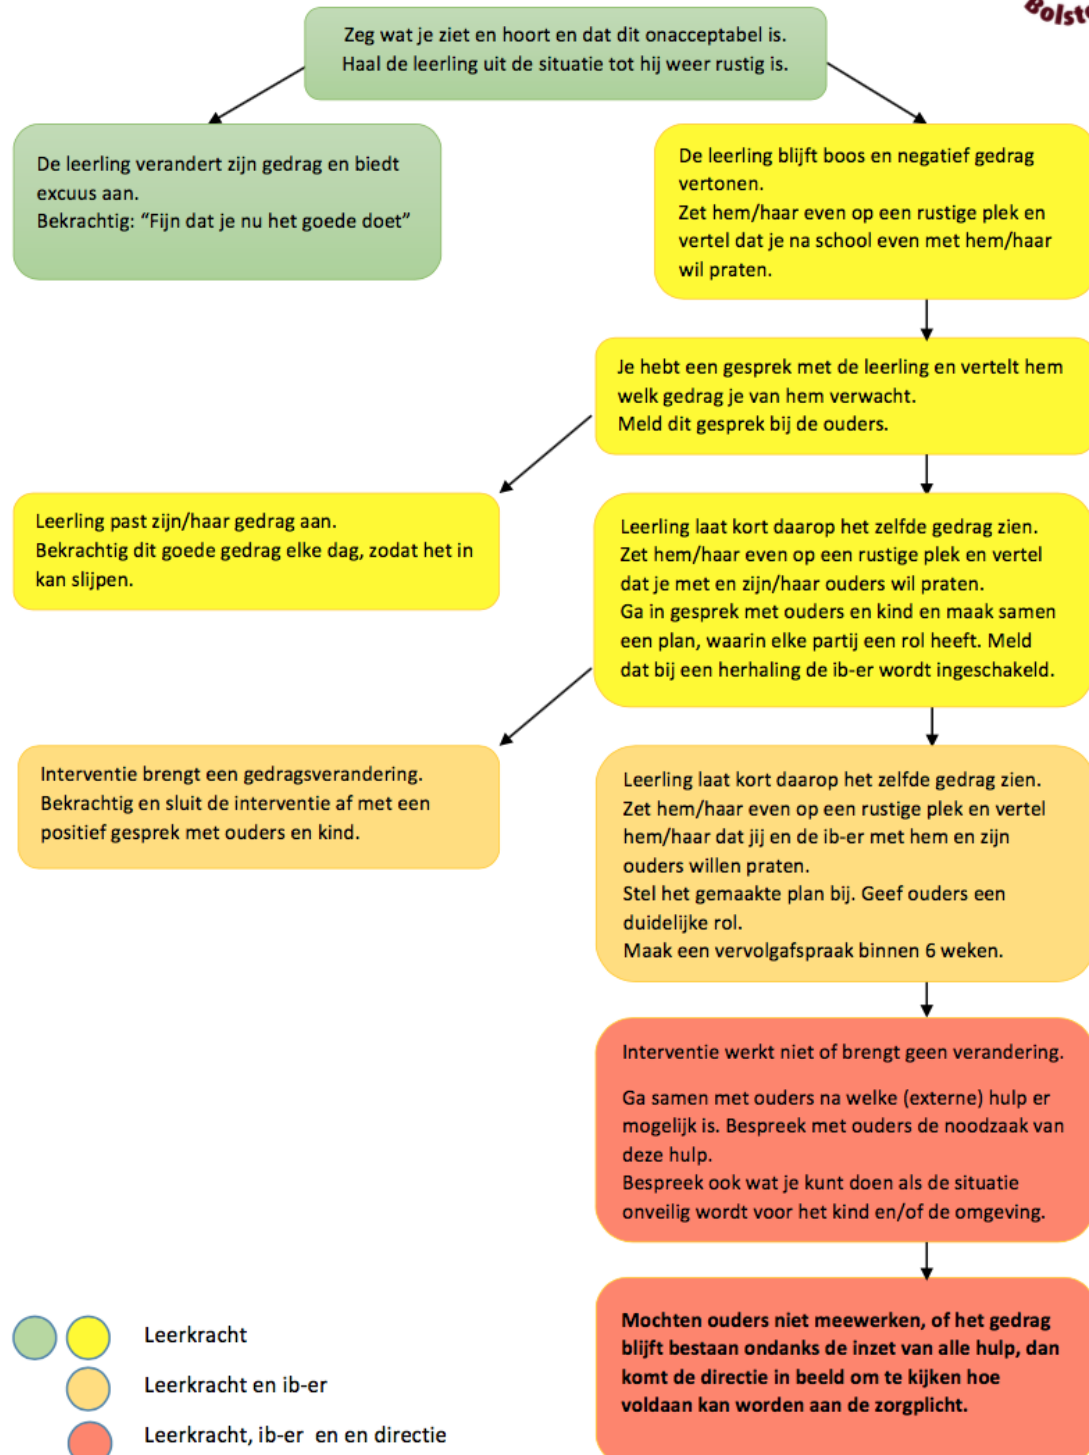 Bolst
Zeg wat je ziet en hoort en dat dit onacceptabel is.
Haal de leerling uit de situatie tot hij weer rustig is.
De leerling verandert zijn gedrag en biedt
excuus aan.
Bekrachtig: “Fijn dat je nu het goede doet”
De leerling blijft boos en negatief gedrag
vertonen.
Zet hem/haar even op een rustige plek en
vertel dat je na school even met hem/haar
wil praten.
Je hebt een gesprek met de leerling en vertelt hem
welk gedrag je van hem verwacht.
Meld dit gesprek bij de ouders.
Leerling past zijn/haar gedrag aan.
Bekrachtig dit goede gedrag elke dag, zodat het in
kan slijpen.
Leerling laat kort daarop het zelfde gedrag zien.
Zet hem/haar even op een rustige plek en vertel
dat je met en zijn/haar ouders wil praten.
Ga in gesprek met ouders en kind en maak samen
een plan, waarin elke partij een rol heeft. Meld
dat bij een herhaling de ib-er wordt ingeschakeld.
Interventie brengt een gedragsverandering.
Bekrachtig en sluit de interventie af met een
positief gesprek met ouders en kind.
Leerling laat kort daarop het zelfde gedrag zien.
Zet hem/haar even op een rustige plek en vertel
hem/haar dat jij en de ib-er met hem en zijn
ouders willen praten.
Stel het gemaakte plan bij. Geef ouders een
duidelijke rol.
Maak een vervolgafspraak binnen 6 weken.
Interventie werkt niet of brengt geen verandering.
Ga samen met ouders na welke (externe) hulp er
mogelijk is. Bespreek met ouders de noodzaak van
deze hulp.
Bespreek ook wat je kunt doen als de situatie
onveilig wordt voor het kind en/of de omgeving.
Mochten ouders niet meewerken, of het gedrag
blijft bestaan ondanks de inzet van alle hulp, dan
komt de directie in beeld om te kijken hoe
voldaan kan worden aan de zorgplicht.
Leerkracht
Leerkracht en ib-er
Leerkracht, ib-er en en directie